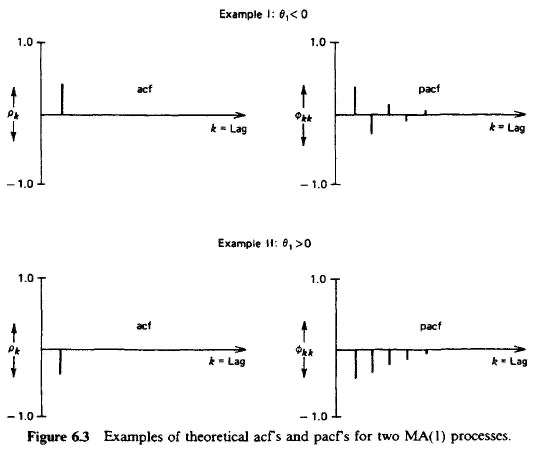 Example I: θ₁< 0
1.0
acf
ρₖ
k = Lag
– 1.0
1.0
pacf
ϕₖₖ
k = Lag
– 1.0
Example II: θ₁ >0
1.0
acf
ρₖ
k = Lag
– 1.0
1.0
pacf
ϕₖₖ
k = Lag
– 1.0
Figure 6.3 Examples of theoretical acf's and pacf's for two MA(1) processes.